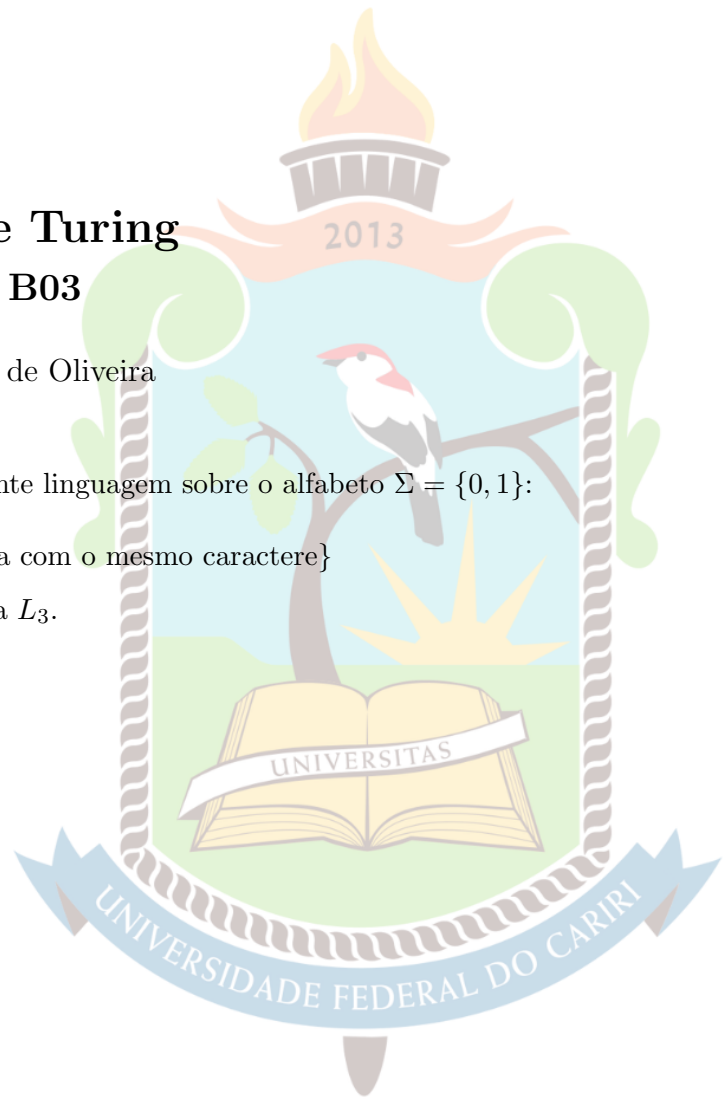 2013
e Turing
B03
de Oliveira
nte linguagem sobre o alfabeto Σ = {0, 1}:
a com o mesmo caractere}
a L₃.
UNIVERSITAS
UNIVERSIDADE FEDERAL DO CARIRI